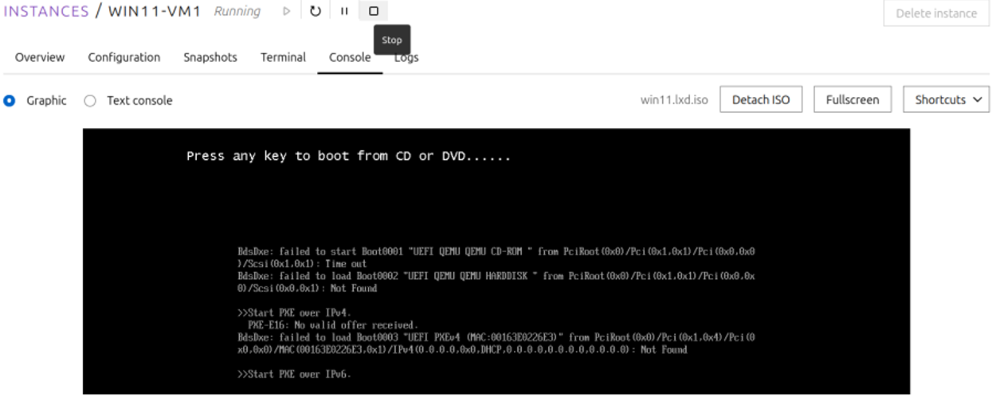 INSTANCES / WIN11-VM1 Running
Delete instance
Stop
Overview Configuration Snapshots Terminal Console Logs
Graphic Text console win11.lxd.iso Detach ISO Fullscreen Shortcuts
Press any key to boot from CD or DVD......
BdsDxe: failed to start Boot0001 "UEFI QEMU QEMU CD-ROM " from PciRoot(0x0)/Pci(0x1,0x1)/Pci(0x0,0x0
)/Scsi(0x1,0x1): Time out
BdsDxe: failed to load Boot0002 "UEFI QEMU QEMU HARDDISK " from PciRoot(0x0)/Pci(0x1,0x1)/Pci(0x0,0x
0)/Scsi(0x0,0x1): Not Found
>>Start PXE over IPv4.
PXE-E16: No valid offer received.
BdsDxe: failed to load Boot0003 "UEFI PXEv4 (MAC:00163E0226E3)" from PciRoot(0x0)/Pci(0x1,0x4)/Pci(0
x0,0x0)/MAC(00163E0226E3,0x1)/IPv4(0.0.0.0,0x0,DHCP,0.0.0.0,0.0.0.0,0.0.0.0): Not Found
>>Start PXE over IPv6.